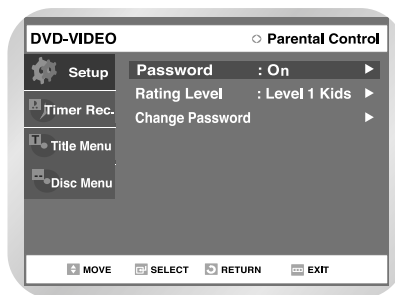 DVD-VIDEO Parental Control
Setup
Password : On
Rating Level : Level 1 Kids
Timer Rec.
Change Password
Title Menu
Disc Menu
MOVE SELECT RETURN EXIT